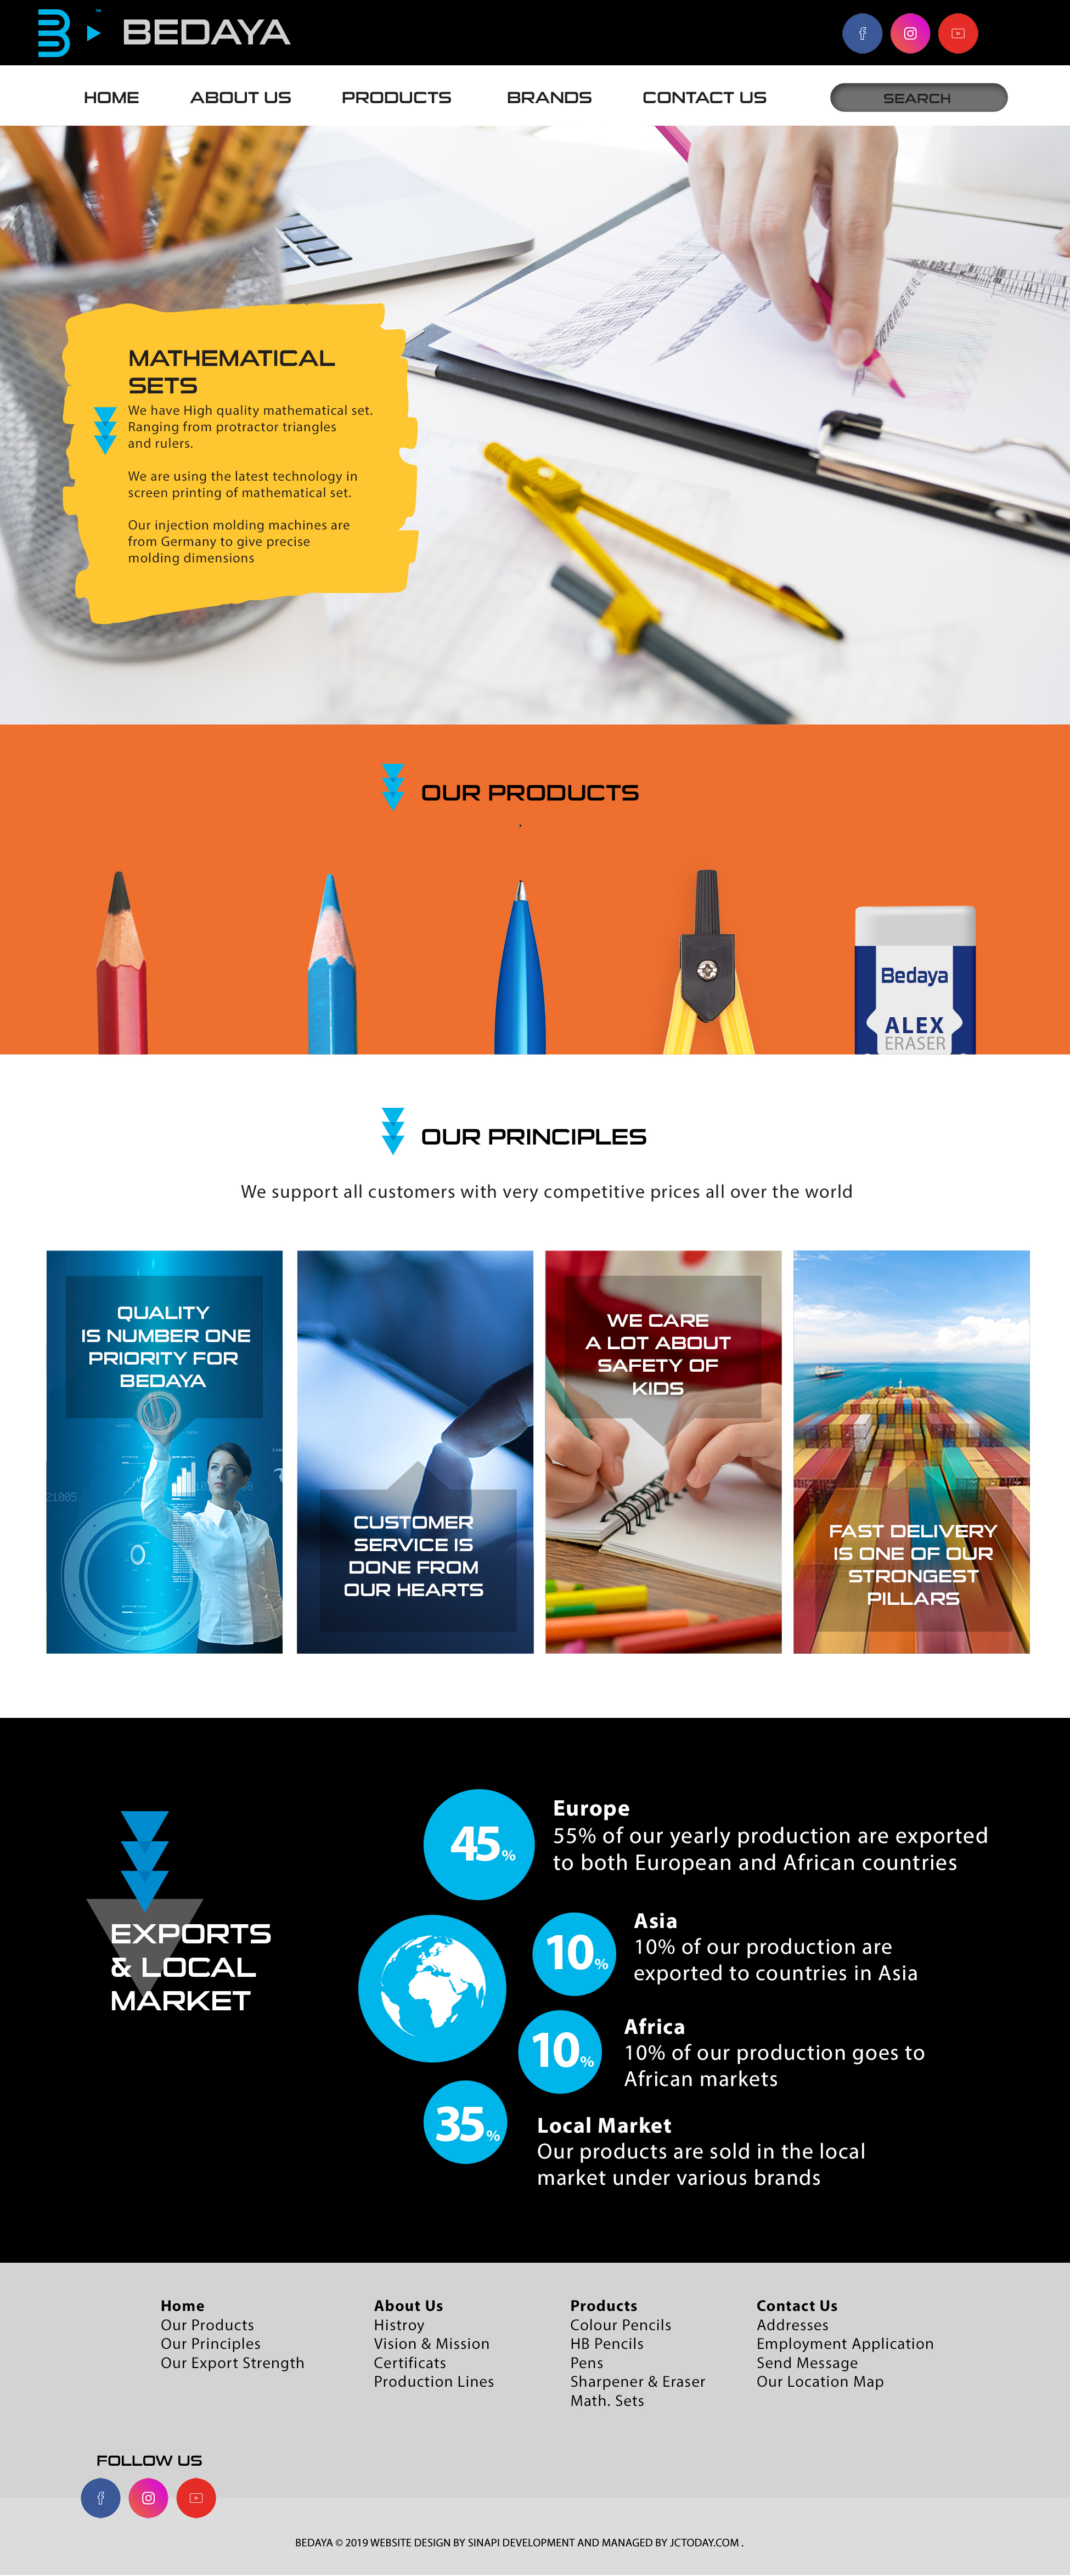 BEDAYA
™
HOME
ABOUT US
PRODUCTS
BRANDS
CONTACT US
SEARCH
MATHEMATICAL
SETS
We have High quality mathematical set.
Ranging from protractor triangles
and rulers.
We are using the latest technology in
screen printing of mathematical set.
Our injection molding machines are
from Germany to give precise
molding dimensions
OUR PRODUCTS
Bedaya
ALEX
ERASER
OUR PRINCIPLES
We support all customers with very competitive prices all over the world
QUALITY
IS NUMBER ONE
PRIORITY FOR
BEDAYA
21005
CUSTOMER
SERVICE IS
DONE FROM
OUR HEARTS
WE CARE
A LOT ABOUT
SAFETY OF
KIDS
FAST DELIVERY
IS ONE OF OUR
STRONGEST
PILLARS
EXPORTS
& LOCAL
MARKET
45%
Europe
55% of our yearly production are exported
to both European and African countries
10%
Asia
10% of our production are
exported to countries in Asia
10%
Africa
10% of our production goes to
African markets
35%
Local Market
Our products are sold in the local
market under various brands
Home
Our Products
Our Principles
Our Export Strength
About Us
Histroy
Vision & Mission
Certificats
Production Lines
Products
Colour Pencils
HB Pencils
Pens
Sharpener & Eraser
Math. Sets
Contact Us
Addresses
Employment Application
Send Message
Our Location Map
FOLLOW US
BEDAYA © 2019 WEBSITE DESIGN BY SINAPI DEVELOPMENT AND MANAGED BY JCTODAY.COM .